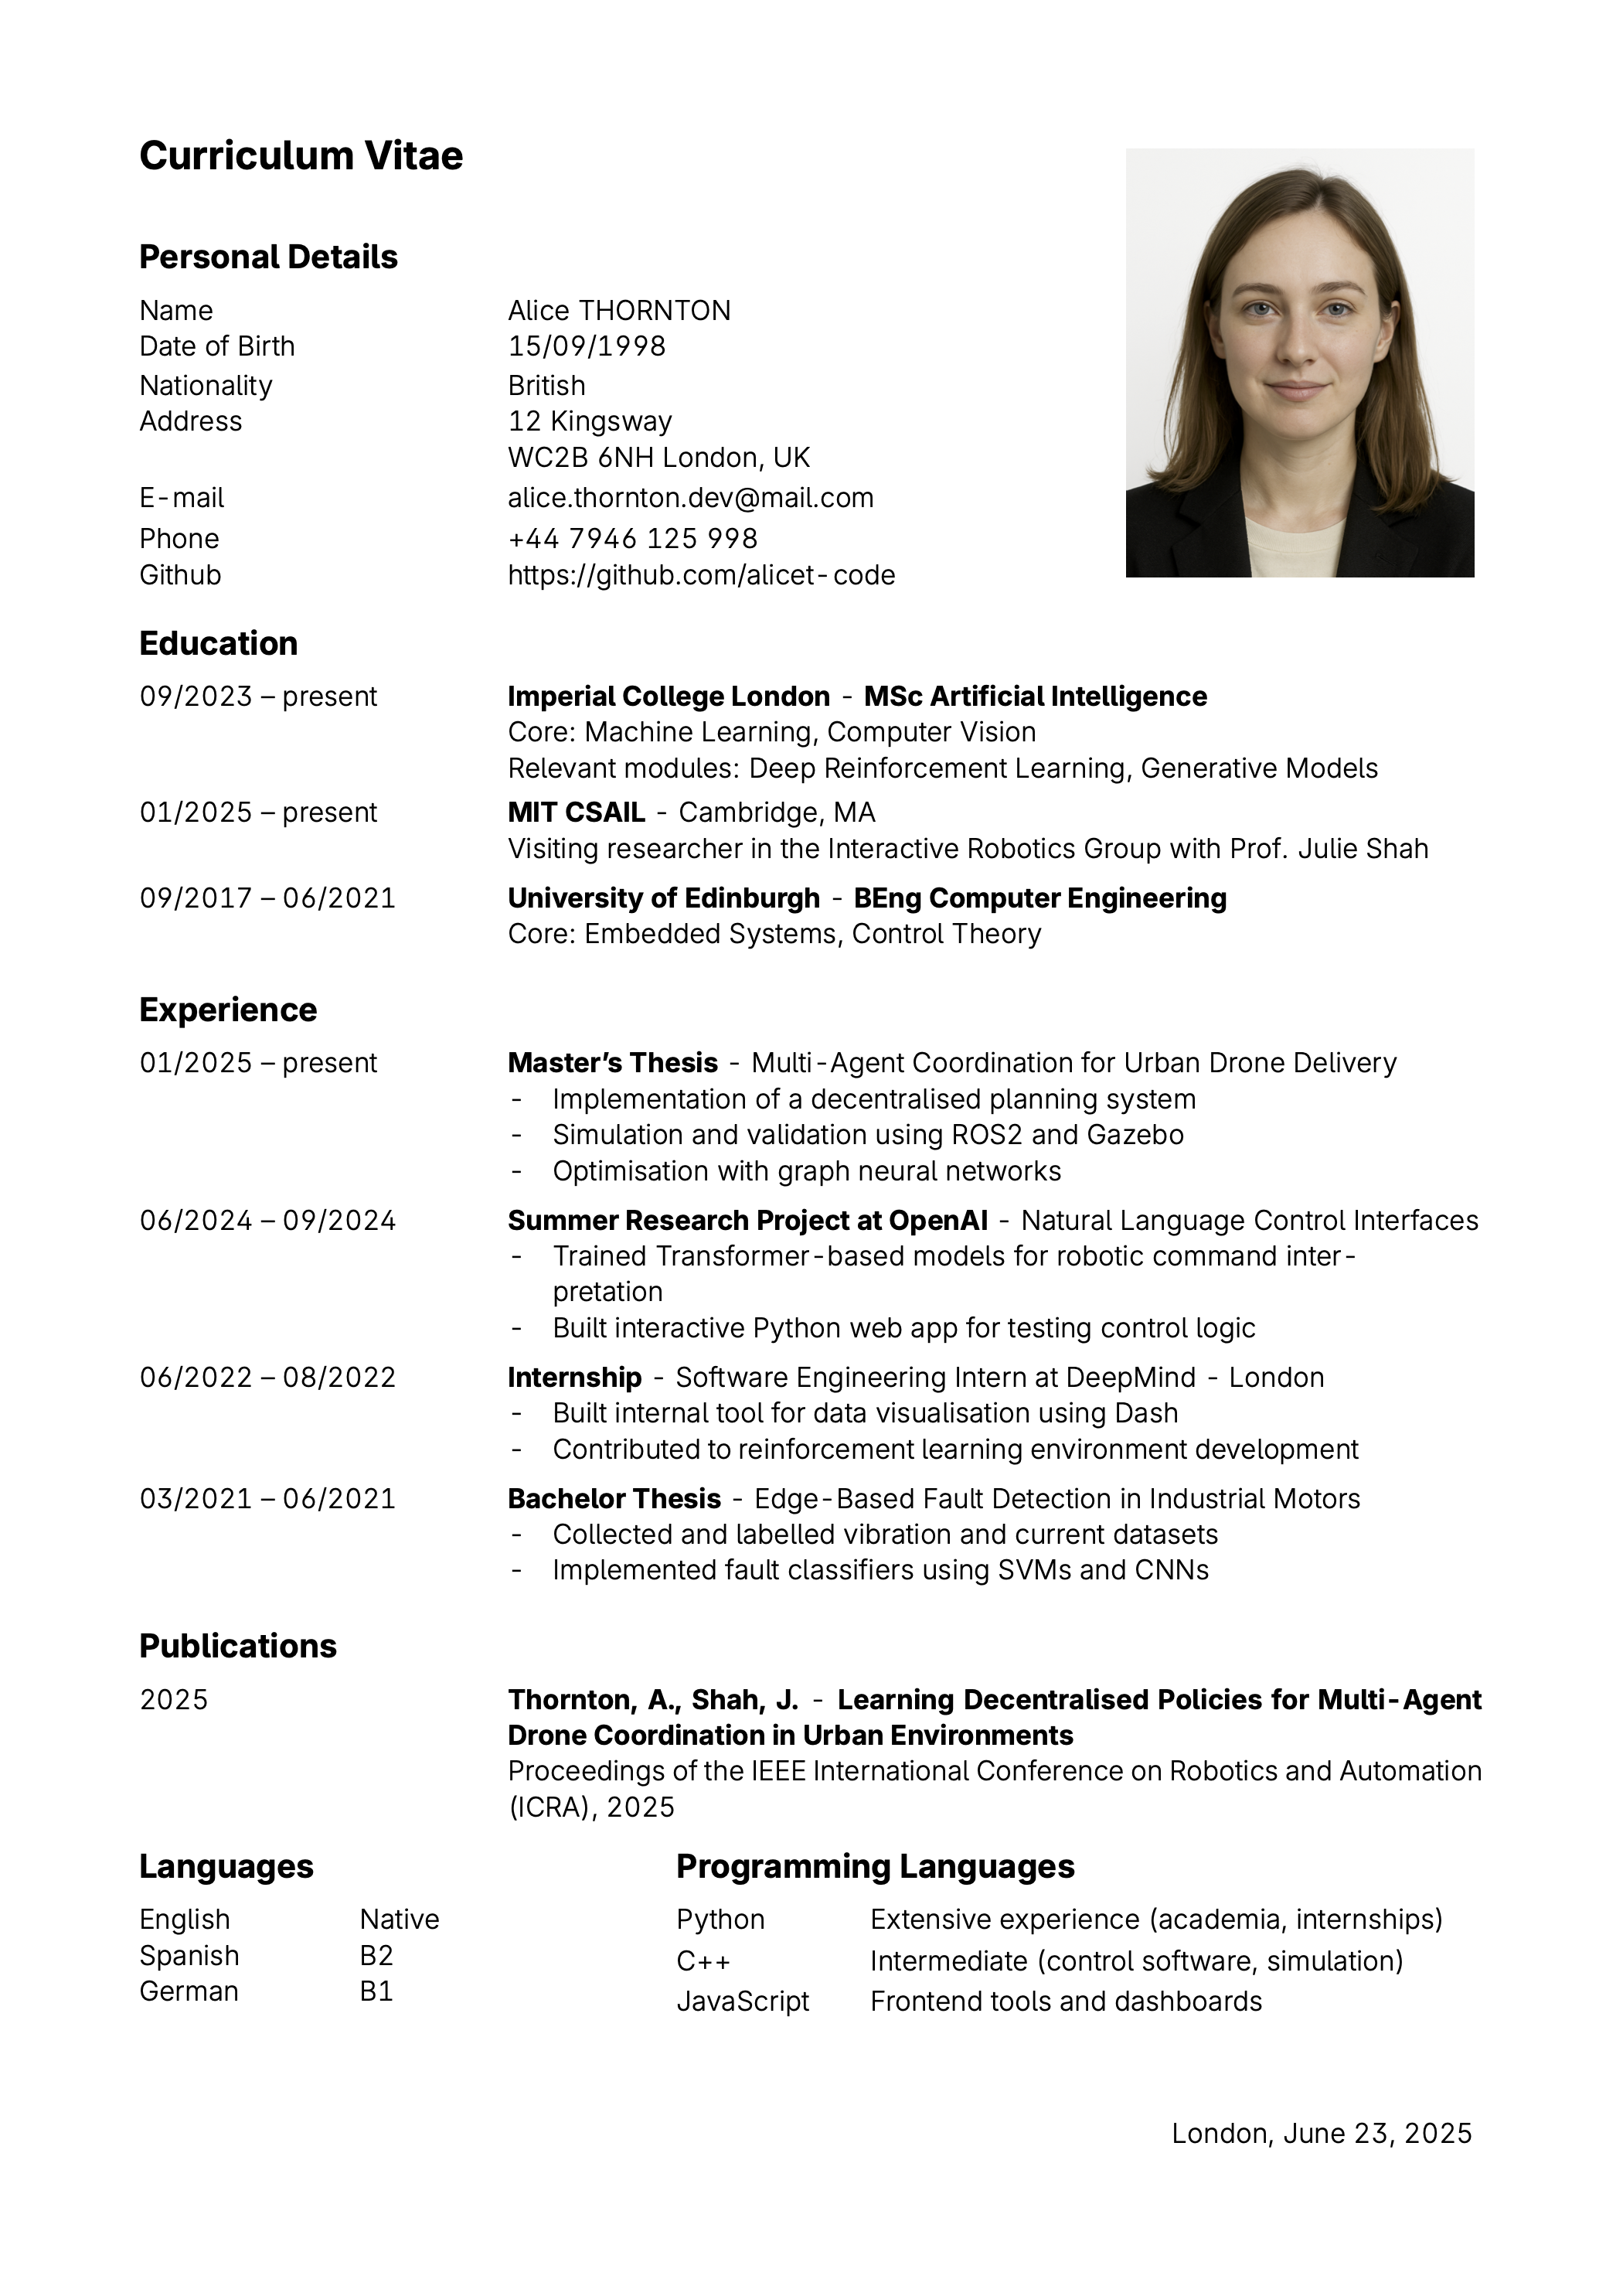 Curriculum Vitae
Personal Details
Name Alice THORNTON
Date of Birth 15/09/1998
Nationality British
Address 12 Kingsway
WC2B 6NH London, UK
E-mail alice.thornton.dev@mail.com
Phone +44 7946 125 998
Github https://github.com/alicet-code
Education
09/2023 – present Imperial College London - MSc Artificial Intelligence
Core: Machine Learning, Computer Vision
Relevant modules: Deep Reinforcement Learning, Generative Models
01/2025 – present MIT CSAIL - Cambridge, MA
Visiting researcher in the Interactive Robotics Group with Prof. Julie Shah
09/2017 – 06/2021 University of Edinburgh - BEng Computer Engineering
Core: Embedded Systems, Control Theory
Experience
01/2025 – present Master’s Thesis - Multi-Agent Coordination for Urban Drone Delivery
- Implementation of a decentralised planning system
- Simulation and validation using ROS2 and Gazebo
- Optimisation with graph neural networks
06/2024 – 09/2024 Summer Research Project at OpenAI - Natural Language Control Interfaces
- Trained Transformer-based models for robotic command inter-
pretation
- Built interactive Python web app for testing control logic
06/2022 – 08/2022 Internship - Software Engineering Intern at DeepMind - London
- Built internal tool for data visualisation using Dash
- Contributed to reinforcement learning environment development
03/2021 – 06/2021 Bachelor Thesis - Edge-Based Fault Detection in Industrial Motors
- Collected and labelled vibration and current datasets
- Implemented fault classifiers using SVMs and CNNs
Publications
2025 Thornton, A., Shah, J. - Learning Decentralised Policies for Multi-Agent
Drone Coordination in Urban Environments
Proceedings of the IEEE International Conference on Robotics and Automation
(ICRA), 2025
Languages
English Native
Spanish B2
German B1
Programming Languages
Python Extensive experience (academia, internships)
C++ Intermediate (control software, simulation)
JavaScript Frontend tools and dashboards
London, June 23, 2025